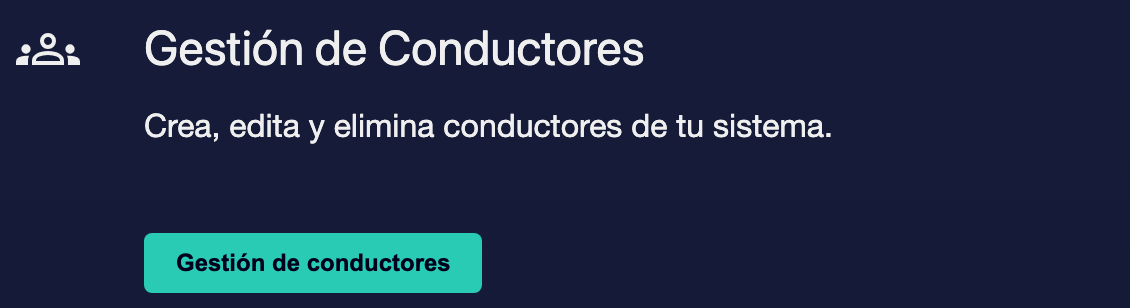 Gestión de Conductores
Crea, edita y elimina conductores de tu sistema.
Gestión de conductores